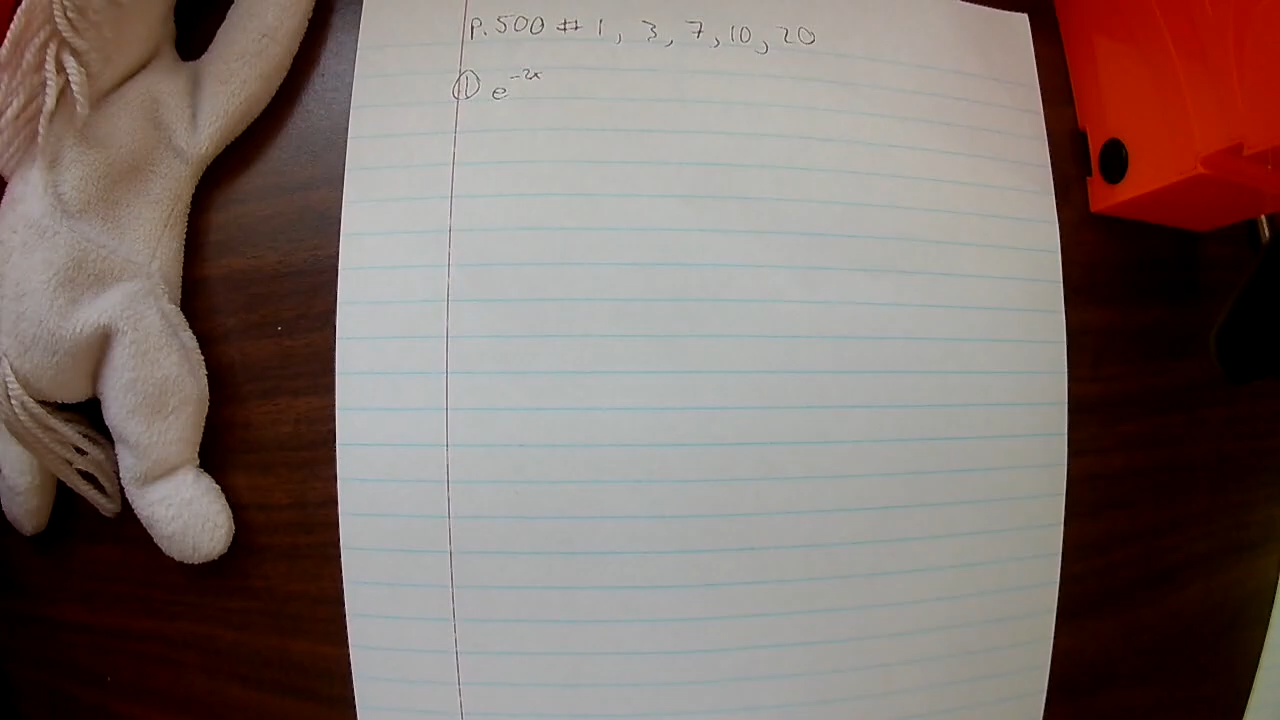 p.500 # 1, 3, 7, 10, 20
① e^-2x